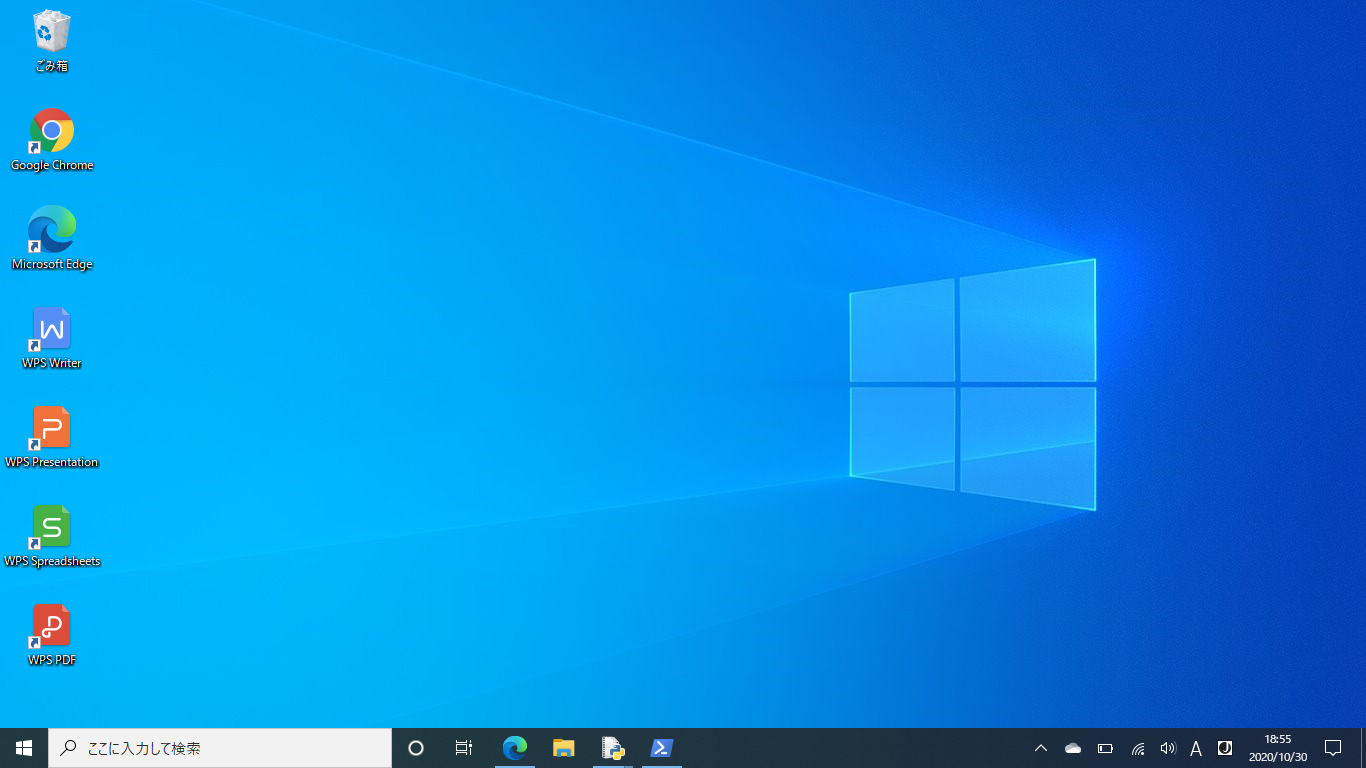 ごみ箱
Google Chrome
Microsoft Edge
W
WPS Writer
P
WPS Presentation
S
WPS Spreadsheets
P
WPS PDF
ここに入力して検索
A
J
18:55
2020/10/30